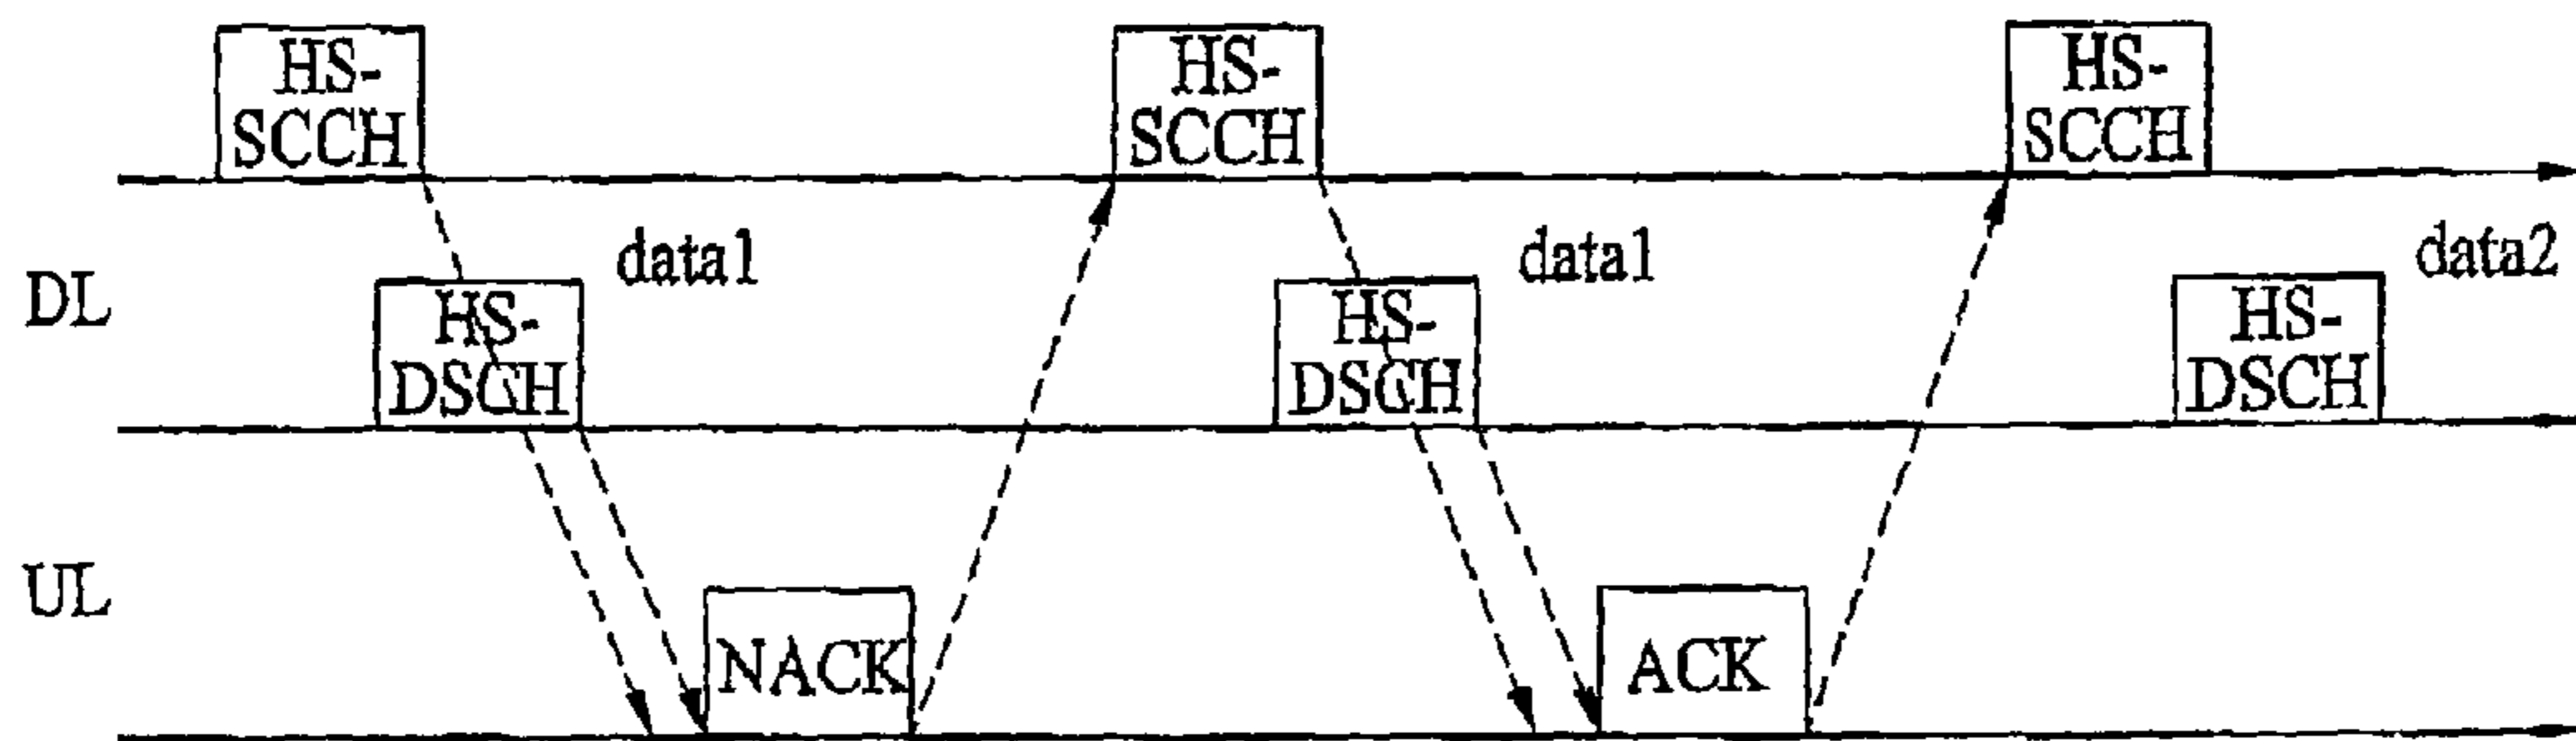 HS-
SCCH
HS-
SCCH
HS-
SCCH
data1
data1
data2
DL
HS-
DSCH
HS-
DSCH
HS-
DSCH
UL
NACK
ACK